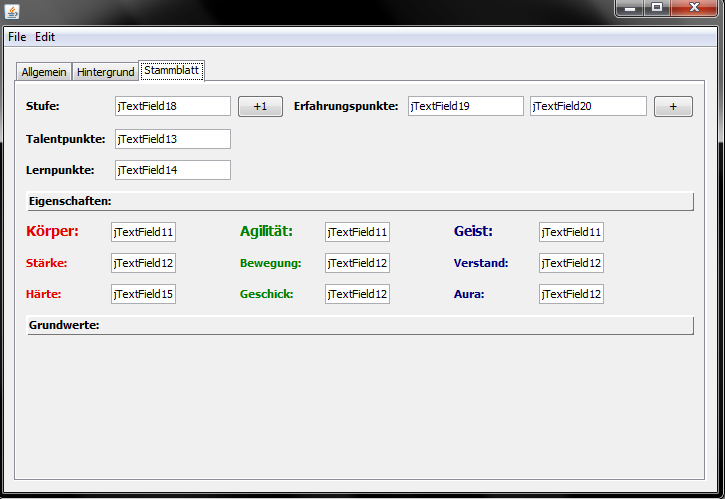 File Edit
Allgemein Hintergrund Stammblatt
Stufe: jTextField18 +1 Erfahrungspunkte: jTextField19 jTextField20 +
Talentpunkte: jTextField13
Lernpunkte: jTextField14
Eigenschaften:
Körper: jTextField11 Agilität: jTextField11 Geist: jTextField11
Stärke: jTextField12 Bewegung: jTextField12 Verstand: jTextField12
Härte: jTextField15 Geschick: jTextField12 Aura: jTextField12
Grundwerte: